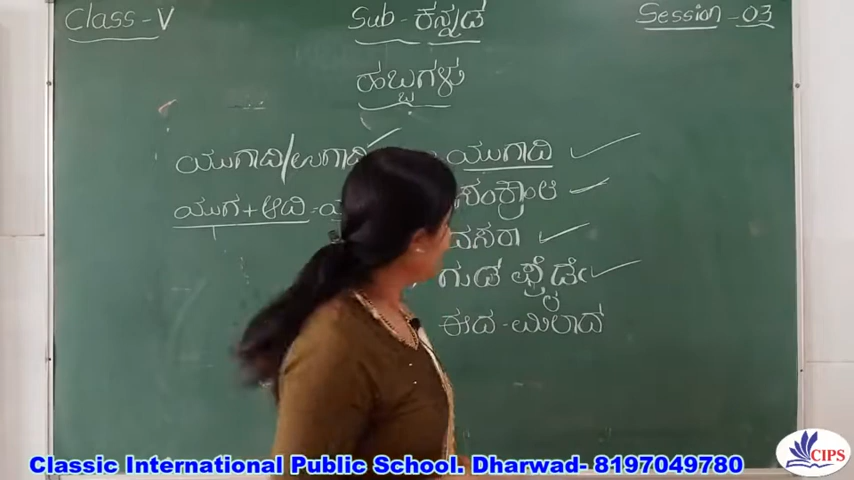 Class - V Sub - ಕನ್ನಡ Session - 03
ಹಬ್ಬಗಳು
ಯುಗಾದಿ/ಉಗಾದಿ ಯುಗಾದಿ
ಯುಗ+ಆದಿ= ಸಂಕ್ರಾಂತಿ
ದಸರಾ
ಗುಡ್ ಫ್ರೈಡೇ
ಈದ - ಮಿಲಾದ್
Classic International Public School., Dharwad- 8197049780
CIPS